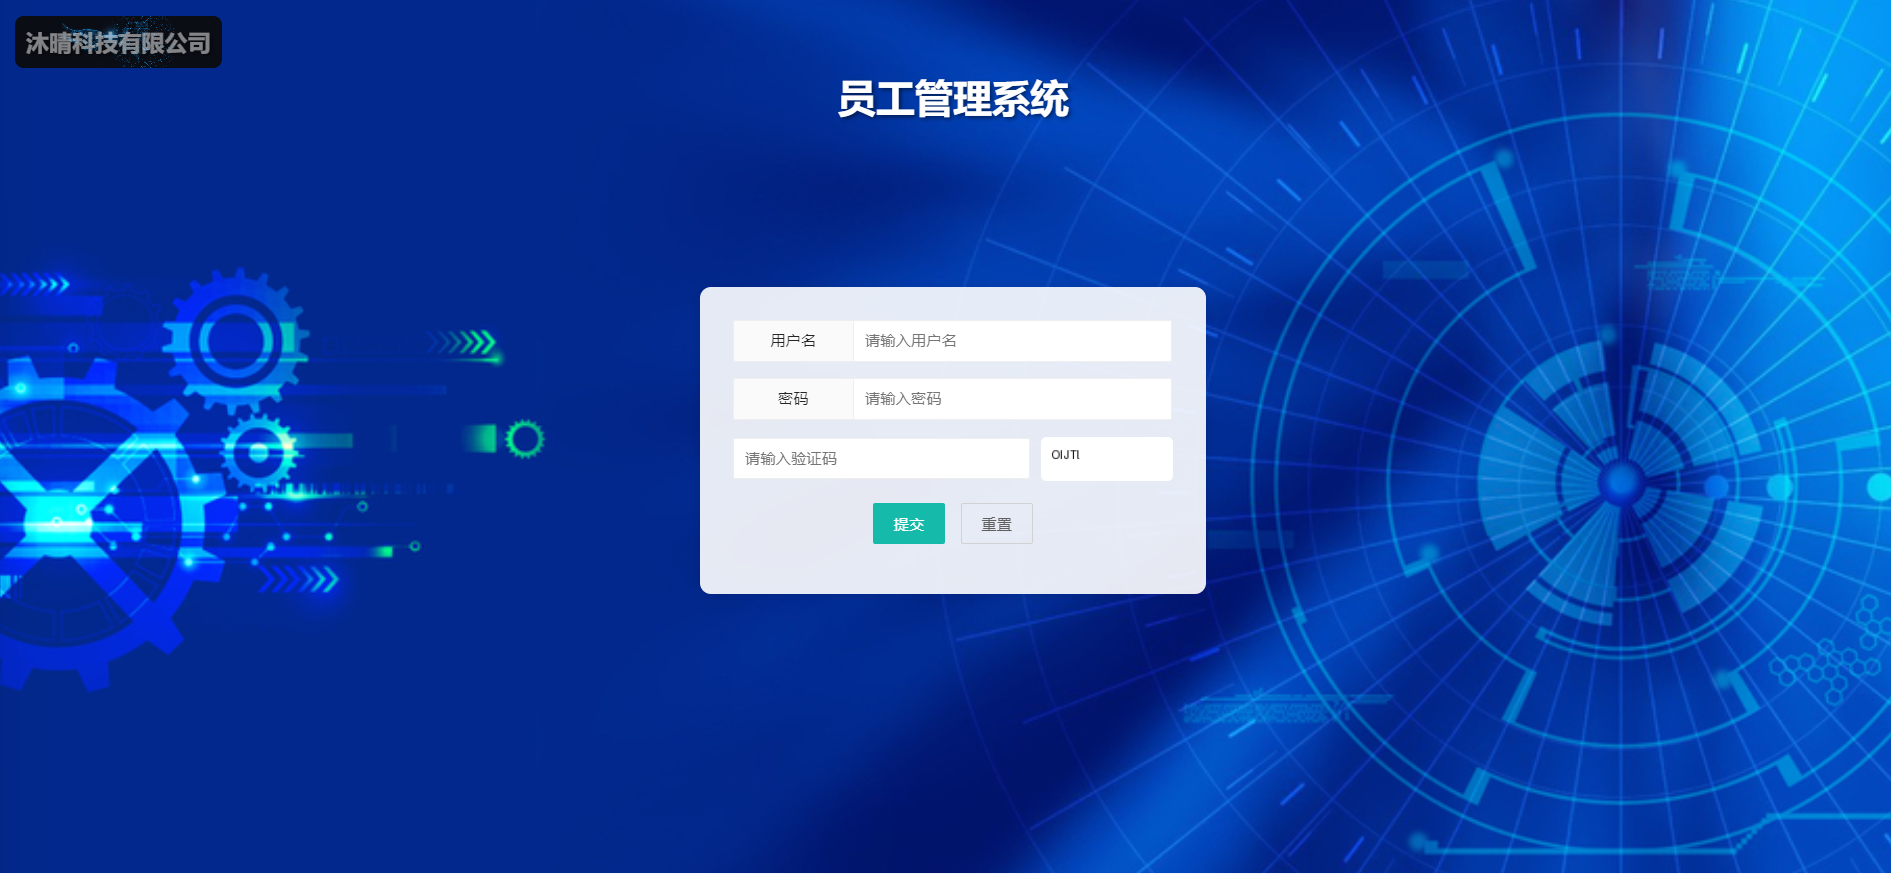 沐晴科技有限公司
员工管理系统
用户名 请输入用户名
密码 请输入密码
请输入验证码
提交 重置